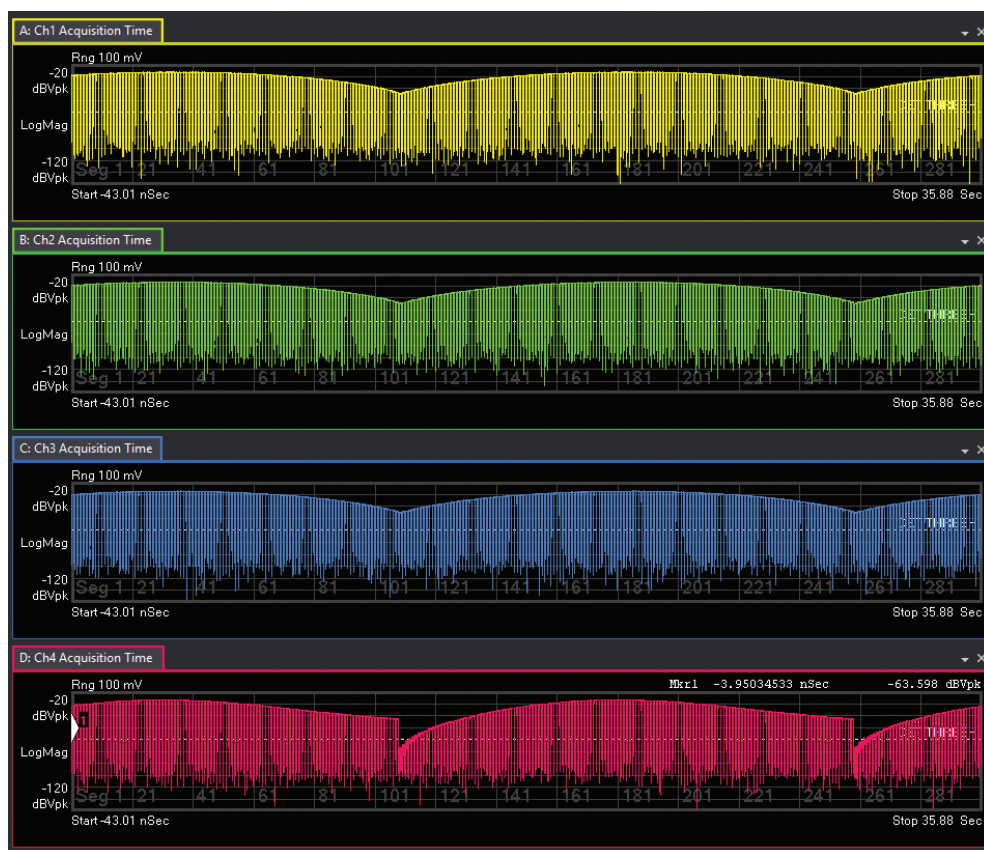 A: Ch1 Acquisition Time
Rng 100 mV
-20
dBVpk
LogMag
-120
dBVpk
Seg 1 21 41 61 81 101 121 141 161 181 201 221 241 261 281
Start-43.01 nSec Stop 35.88 Sec
B: Ch2 Acquisition Time
Rng 100 mV
-20
dBVpk
LogMag
-120
dBVpk
Seg 1 21 41 61 81 101 121 141 161 181 201 221 241 261 281
Start-43.01 nSec Stop 35.88 Sec
C: Ch3 Acquisition Time
Rng 100 mV
-20
dBVpk
LogMag
-120
dBVpk
Seg 1 21 41 61 81 101 121 141 161 181 201 221 241 261 281
Start-43.01 nSec Stop 35.88 Sec
D: Ch4 Acquisition Time
Rng 100 mV Mkr1 -3.95034533 nSec -63.598 dBVpk
-20
dBVpk 1
LogMag
-120
dBVpk
Seg 1 21 41 61 81 101 121 141 161 181 201 221 241 261 281
Start-43.01 nSec Stop 35.88 Sec